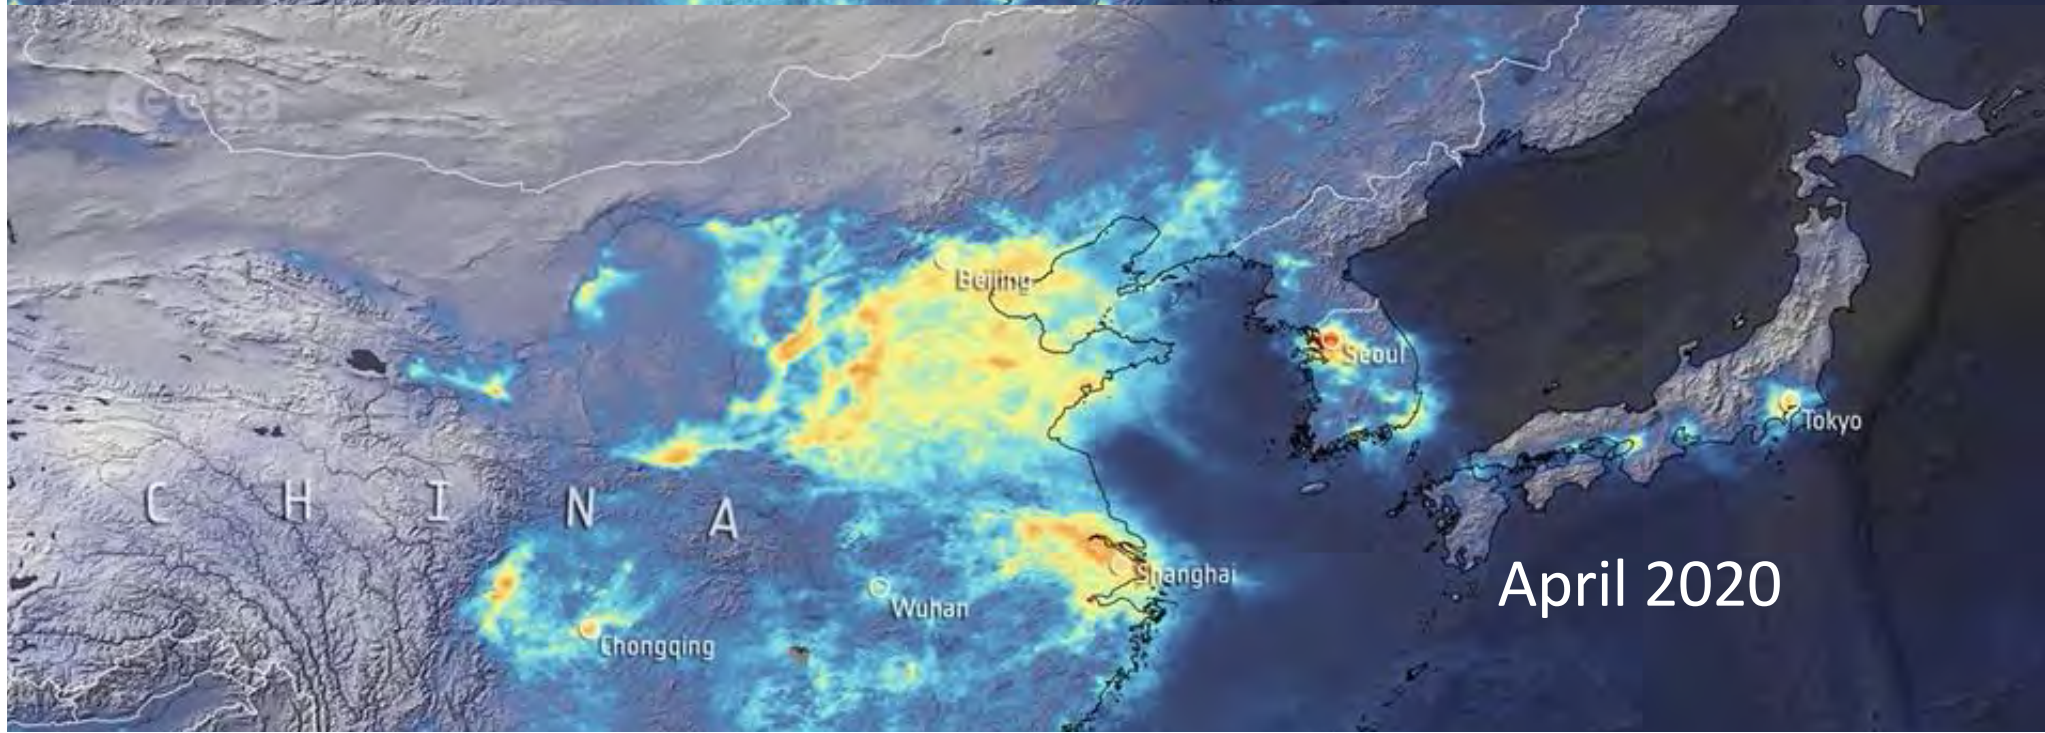 esa
Beijing
Seoul
Tokyo
C H I N A
Shanghai
April 2020
Wuhan
Chongqing